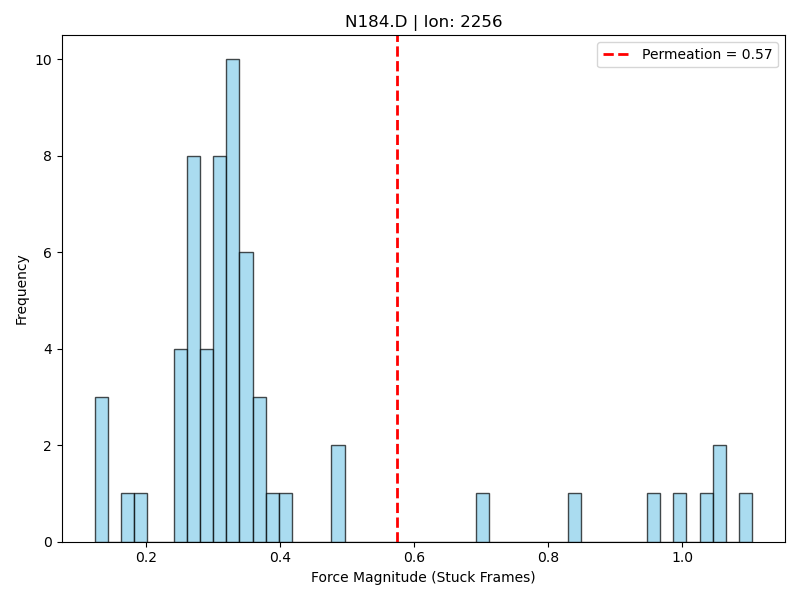 N184.D | Ion: 2256
Permeation = 0.57
Frequency
10
8
6
4
2
0
0.2 0.4 0.6 0.8 1.0
Force Magnitude (Stuck Frames)